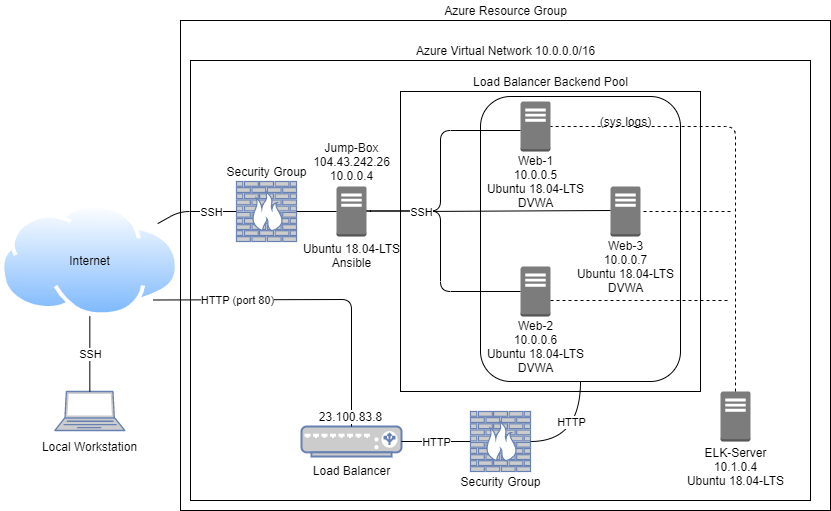 Azure Resource Group
Azure Virtual Network 10.0.0.0/16
Load Balancer Backend Pool
(sys logs)
Web-1
10.0.0.5
Ubuntu 18.04-LTS
DVWA
Jump-Box
104.43.242.26
10.0.0.4
Security Group
SSH
SSH
Ubuntu 18.04-LTS
Ansible
Web-3
10.0.0.7
Ubuntu 18.04-LTS
DVWA
Internet
HTTP (port 80)
Web-2
10.0.0.6
Ubuntu 18.04-LTS
DVWA
SSH
Local Workstation
23.100.83.8
HTTP
Load Balancer
HTTP
Security Group
ELK-Server
10.1.0.4
Ubuntu 18.04-LTS